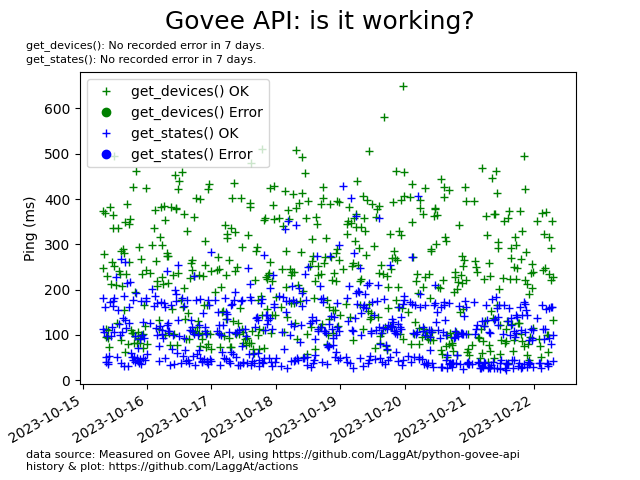 Govee API: is it working?
get_devices(): No recorded error in 7 days.
get_states(): No recorded error in 7 days.
get_devices() OK
get_devices() Error
get_states() OK
get_states() Error
Ping (ms)
600
500
400
300
200
100
0
2023-10-15
2023-10-16
2023-10-17
2023-10-18
2023-10-19
2023-10-20
2023-10-21
2023-10-22
data source: Measured on Govee API, using https://github.com/LaggAt/python-govee-api
history & plot: https://github.com/LaggAt/actions